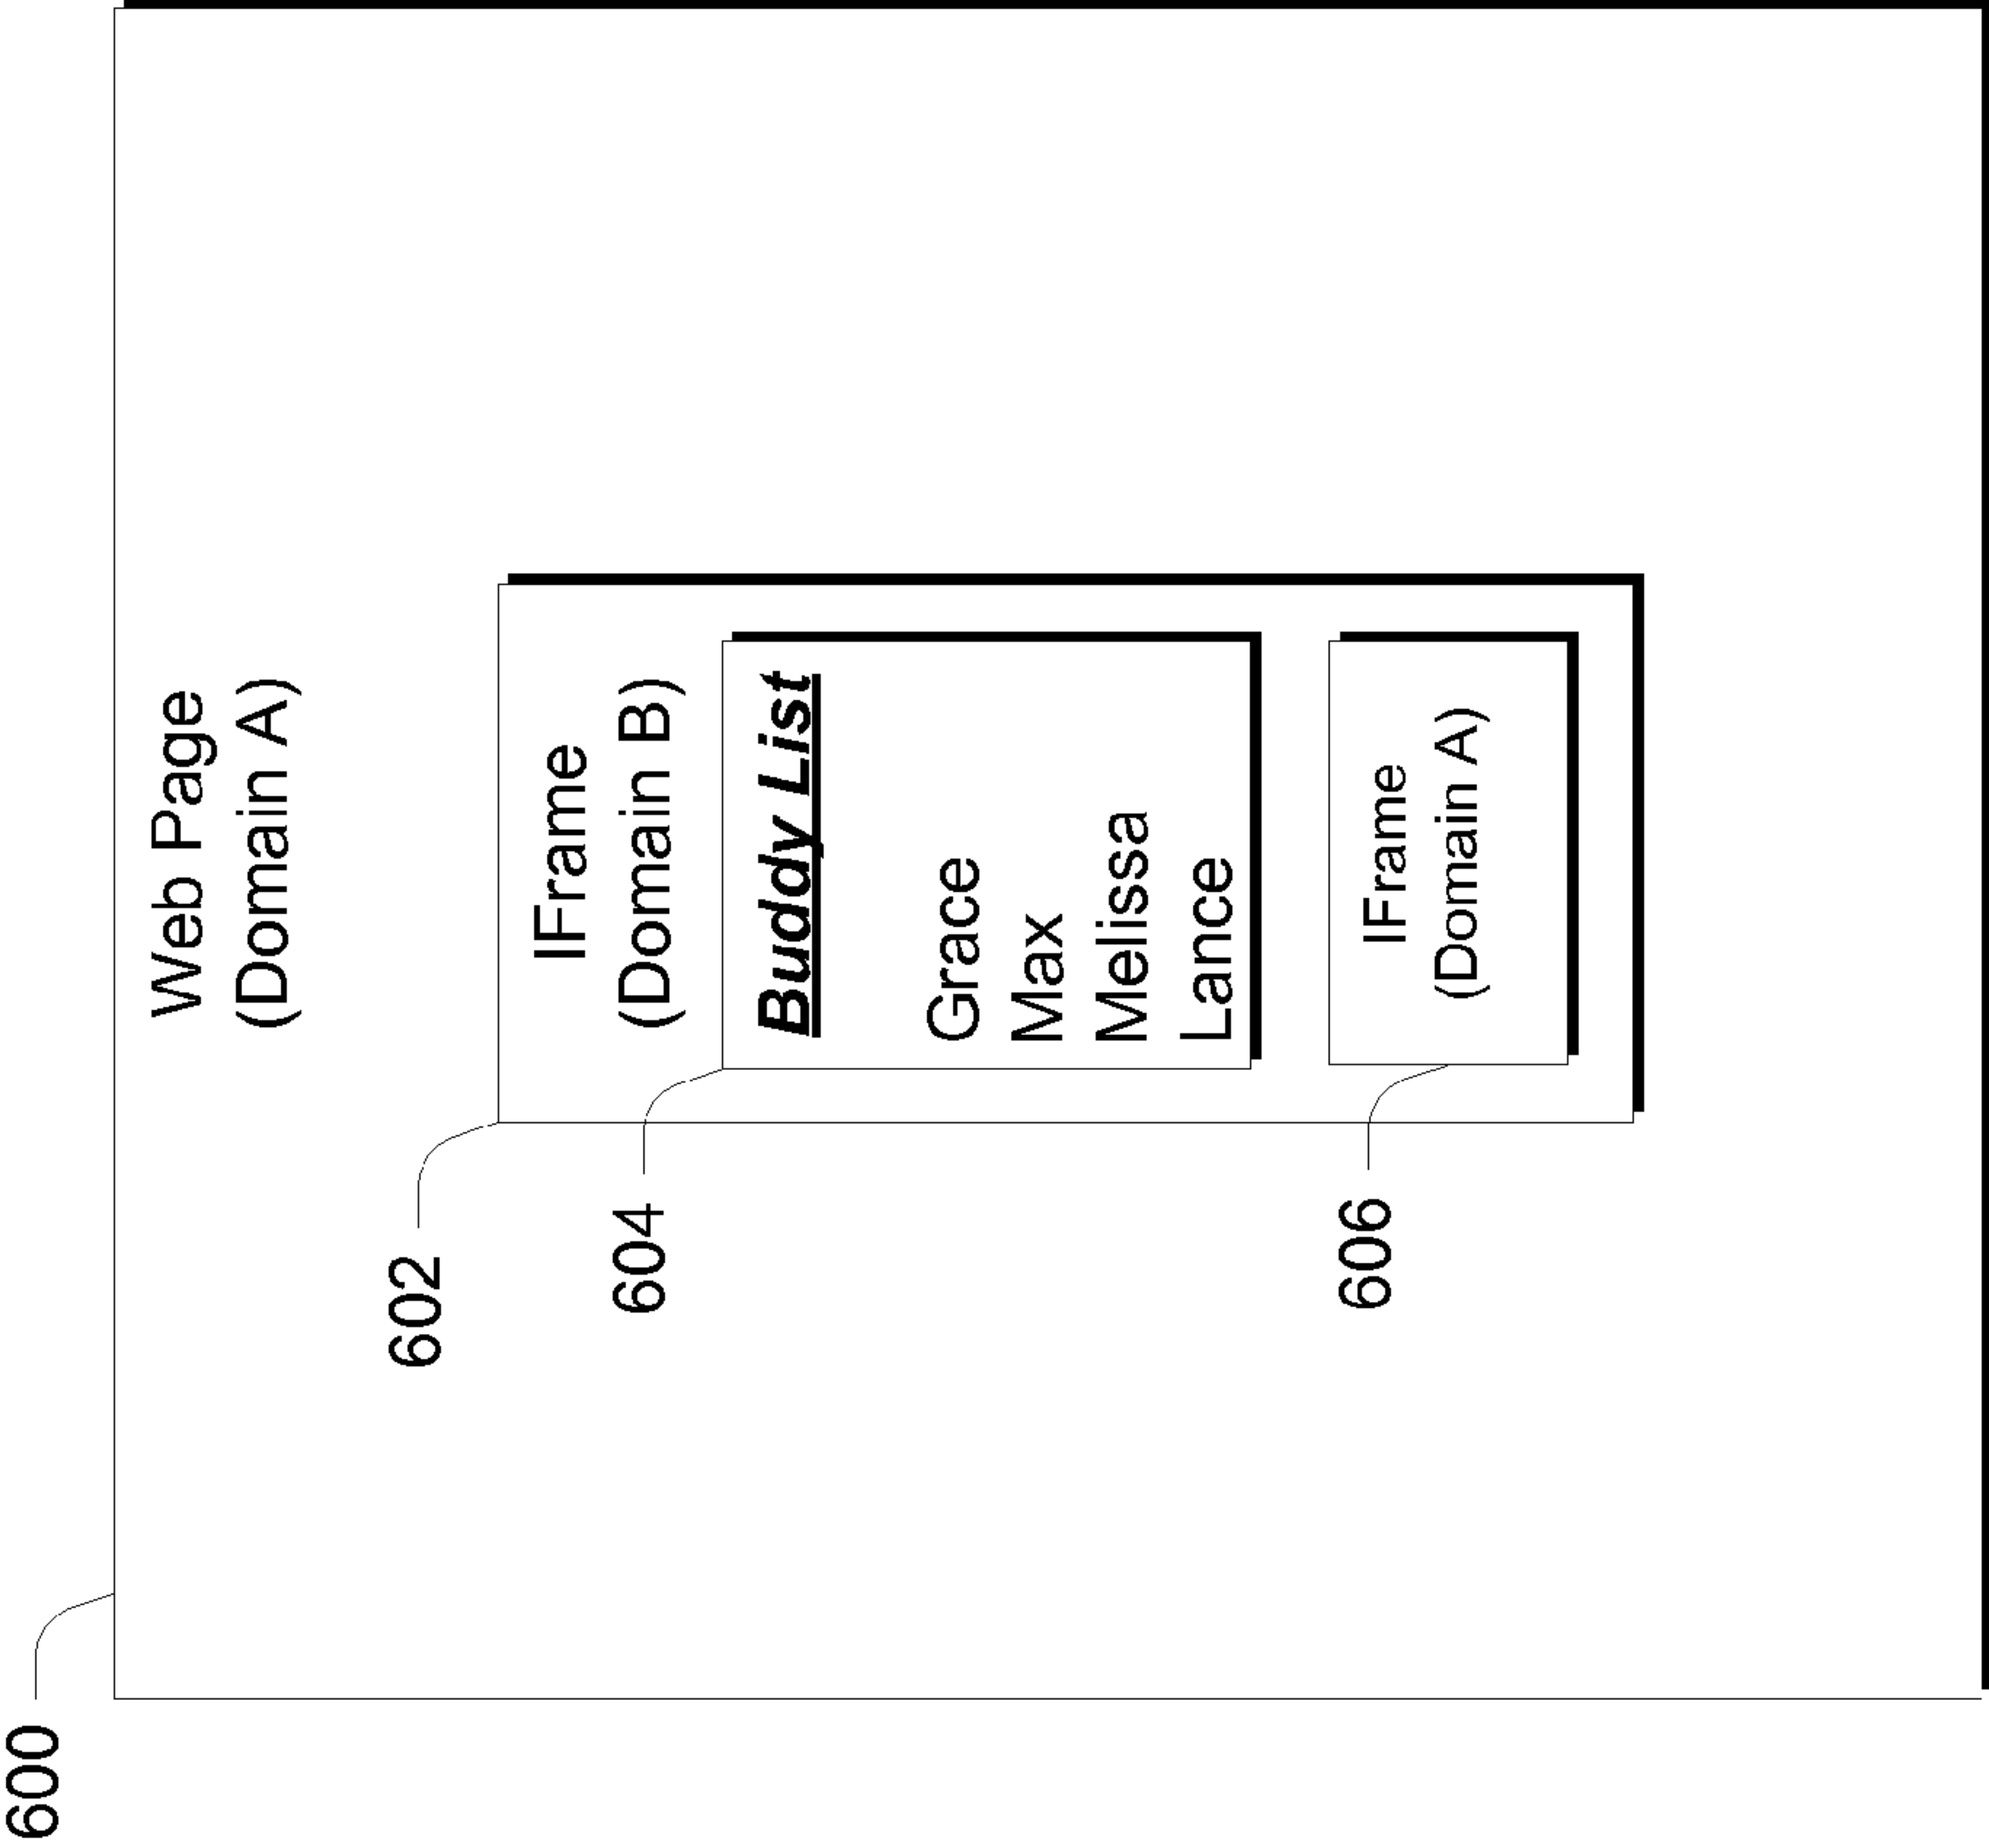 600
Web Page
(Domain A)
602
IFrame
(Domain B)
604
Buddy List
Grace
Max
Melissa
Lance
606
IFrame
(Domain A)